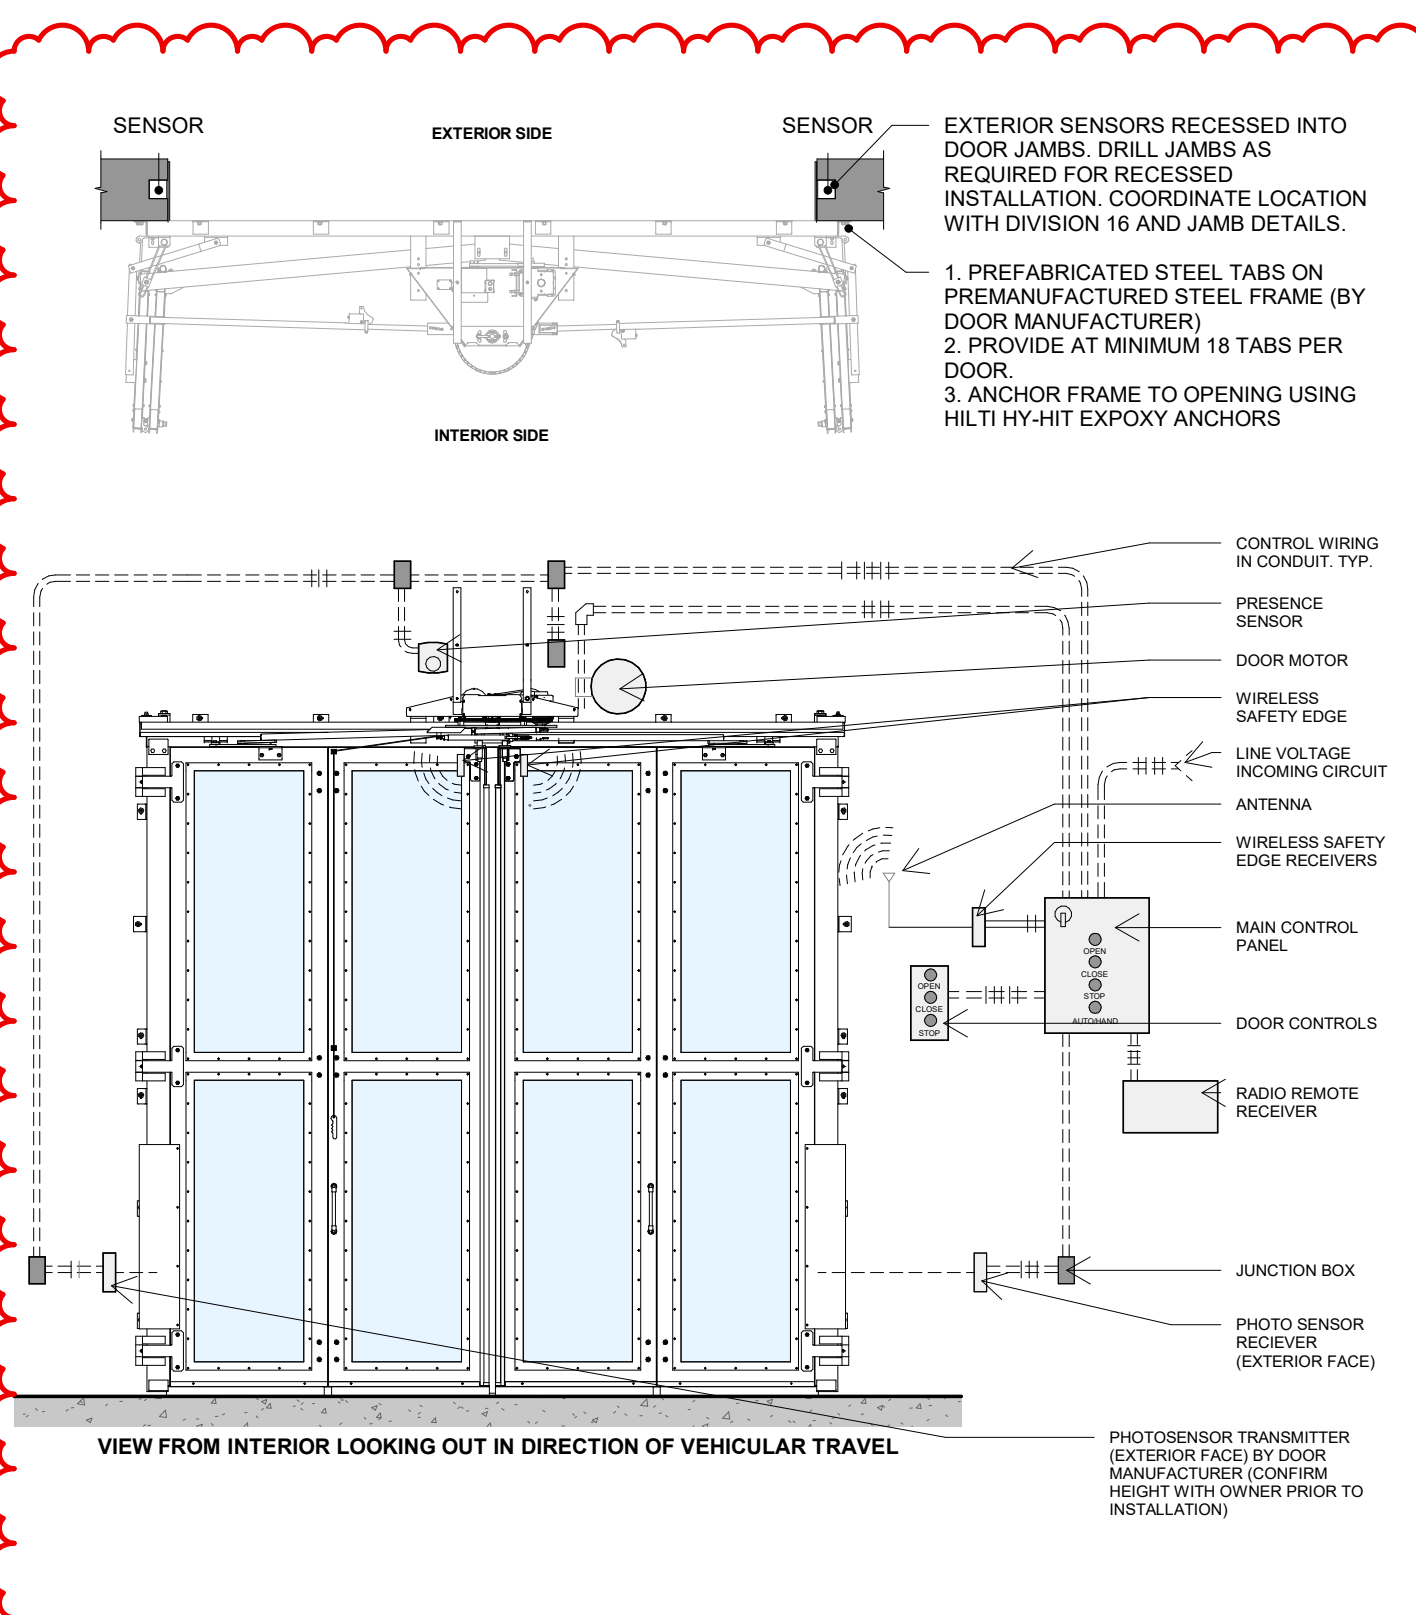 SENSOR
EXTERIOR SIDE
SENSOR
EXTERIOR SENSORS RECESSED INTO
DOOR JAMBS. DRILL JAMBS AS
REQUIRED FOR RECESSED
INSTALLATION. COORDINATE LOCATION
WITH DIVISION 16 AND JAMB DETAILS.
1. PREFABRICATED STEEL TABS ON
PREMANUFACTURED STEEL FRAME (BY
DOOR MANUFACTURER)
2. PROVIDE AT MINIMUM 18 TABS PER
DOOR.
3. ANCHOR FRAME TO OPENING USING
HILTI HY-HIT EXPOXY ANCHORS
INTERIOR SIDE
CONTROL WIRING
IN CONDUIT. TYP.
PRESENCE
SENSOR
DOOR MOTOR
WIRELESS
SAFETY EDGE
LINE VOLTAGE
INCOMING CIRCUIT
ANTENNA
WIRELESS SAFETY
EDGE RECEIVERS
MAIN CONTROL
PANEL
OPEN
CLOSE
STOP
AUTO/HAND
OPEN
CLOSE
STOP
DOOR CONTROLS
RADIO REMOTE
RECEIVER
JUNCTION BOX
PHOTO SENSOR
RECIEVER
(EXTERIOR FACE)
VIEW FROM INTERIOR LOOKING OUT IN DIRECTION OF VEHICULAR TRAVEL
PHOTOSENSOR TRANSMITTER
(EXTERIOR FACE) BY DOOR
MANUFACTURER (CONFIRM
HEIGHT WITH OWNER PRIOR TO
INSTALLATION)